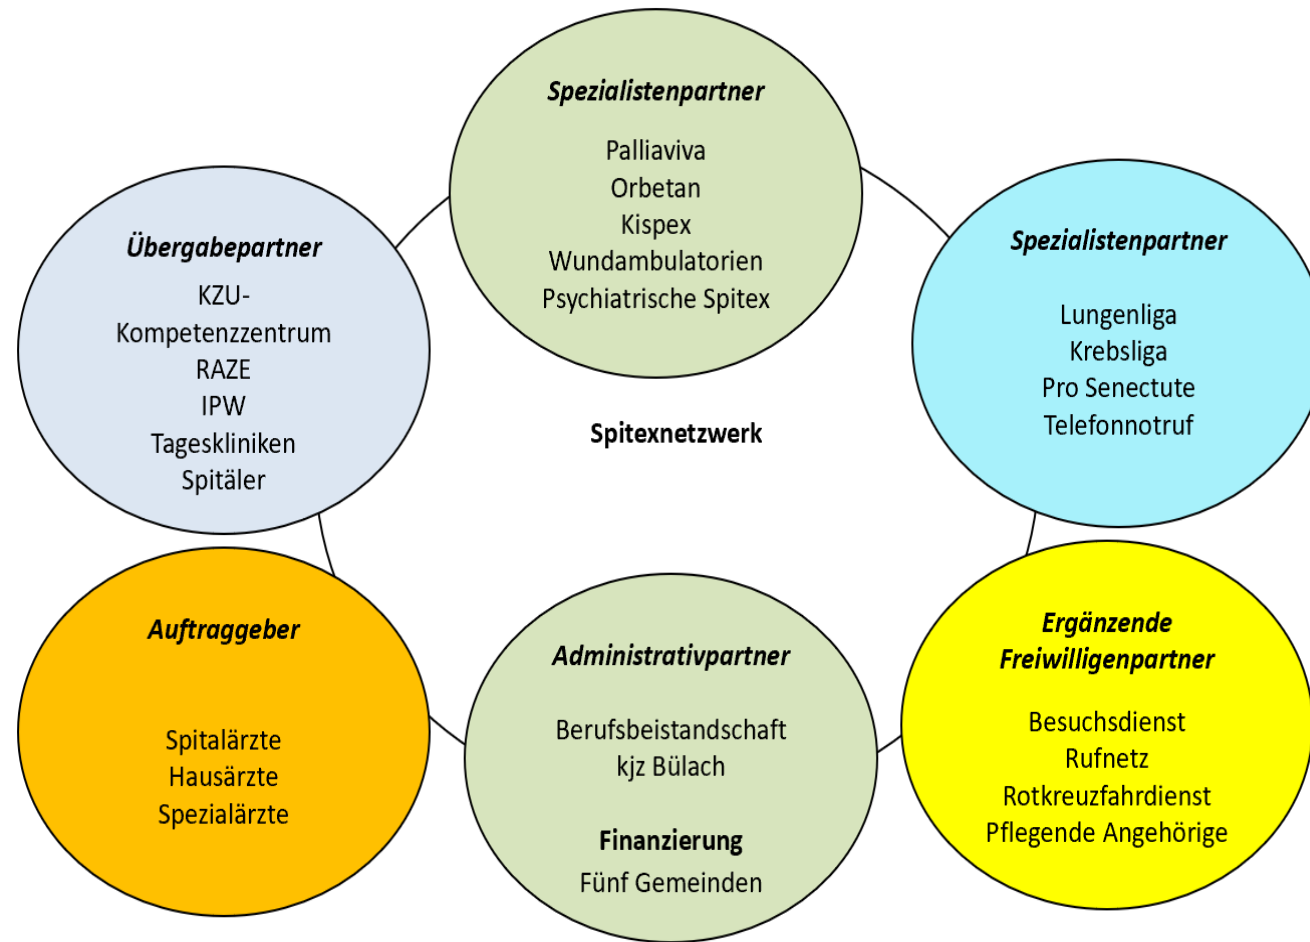 Spezialistenpartner
Palliaviva
Orbetan
Kispex
Wundambulatorien
Psychiatrische Spitex
Übergabepartner
KZU-
Kompetenzzentrum
RAZE
IPW
Tageskliniken
Spitäler
Spezialistenpartner
Lungenliga
Krebsliga
Pro Senectute
Telefonnotruf
Spitexnetzwerk
Auftraggeber
Spitalärzte
Hausärzte
Spezialärzte
Administrativpartner
Berufsbeistandschaft
kjz Bülach
Finanzierung
Fünf Gemeinden
Ergänzende
Freiwilligenpartner
Besuchsdienst
Rufnetz
Rotkreuzfahrdienst
Pflegende Angehörige